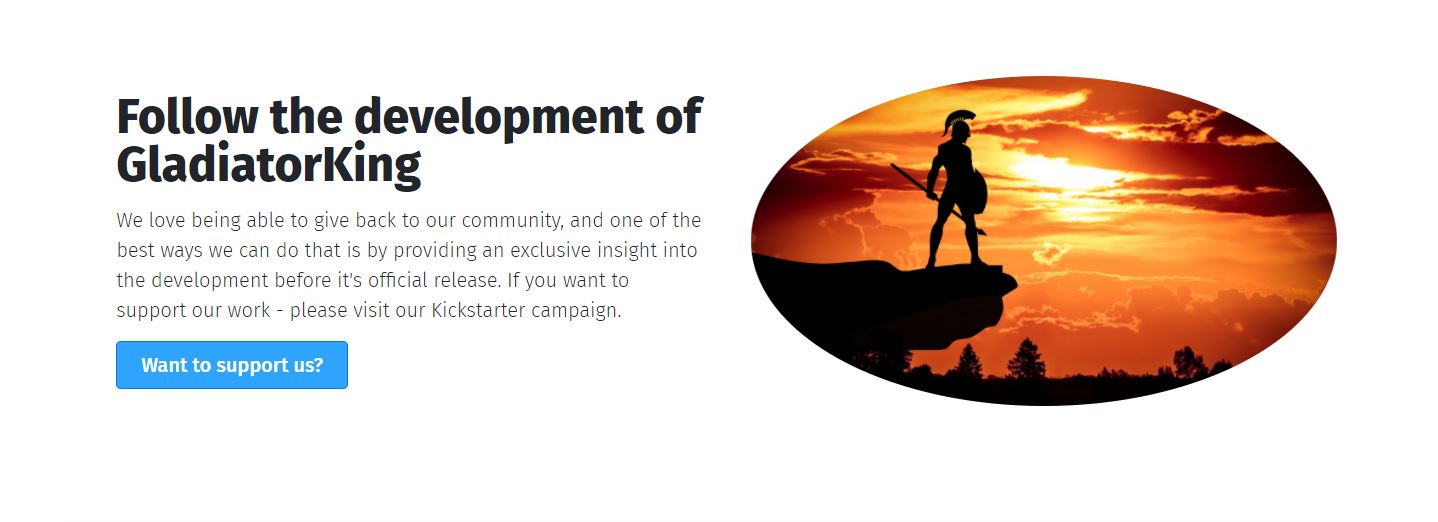 Follow the development of
GladiatorKing
We love being able to give back to our community, and one of the
best ways we can do that is by providing an exclusive insight into
the development before it's official release. If you want to
support our work - please visit our Kickstarter campaign.
Want to support us?